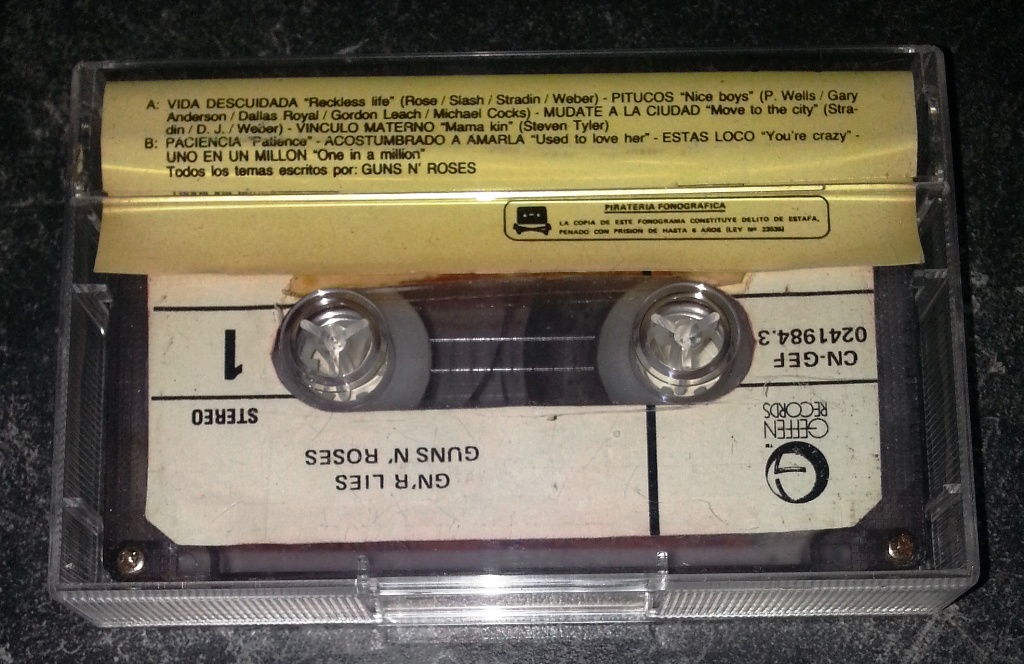 A: VIDA DESCUIDADA "Reckless life" (Rose / Slash / Stradin / Weber) - PITUCOS "Nice boys" (P. Wells / Gary
Anderson / Dallas Royal / Gordon Leach / Michael Cocks) - MUDATE A LA CIUDAD "Move to the city" (Stra-
din / D. J. / Weber) - VINCULO MATERNO "Mama kin" (Steven Tyler)
B: PACIENCIA "Patience" - ACOSTUMBRADO A AMARLA "Used to love her" - ESTAS LOCO "You're crazy" -
UNO EN UN MILLON "One in a million"
Todos los temas escritos por: GUNS N' ROSES
PIRATERIA FONOGRAFICA
LA COPIA DE ESTE FONOGRAMA CONSTITUYE DELITO DE ESTAFA,
PENADO CON PRISION DE HASTA 6 AÑOS (LEY Nº 23535)
GN'R LIES
GUNS N' ROSES
GEFFEN
RECORDS
TM
STEREO
1
CN-GEF
0241984.3